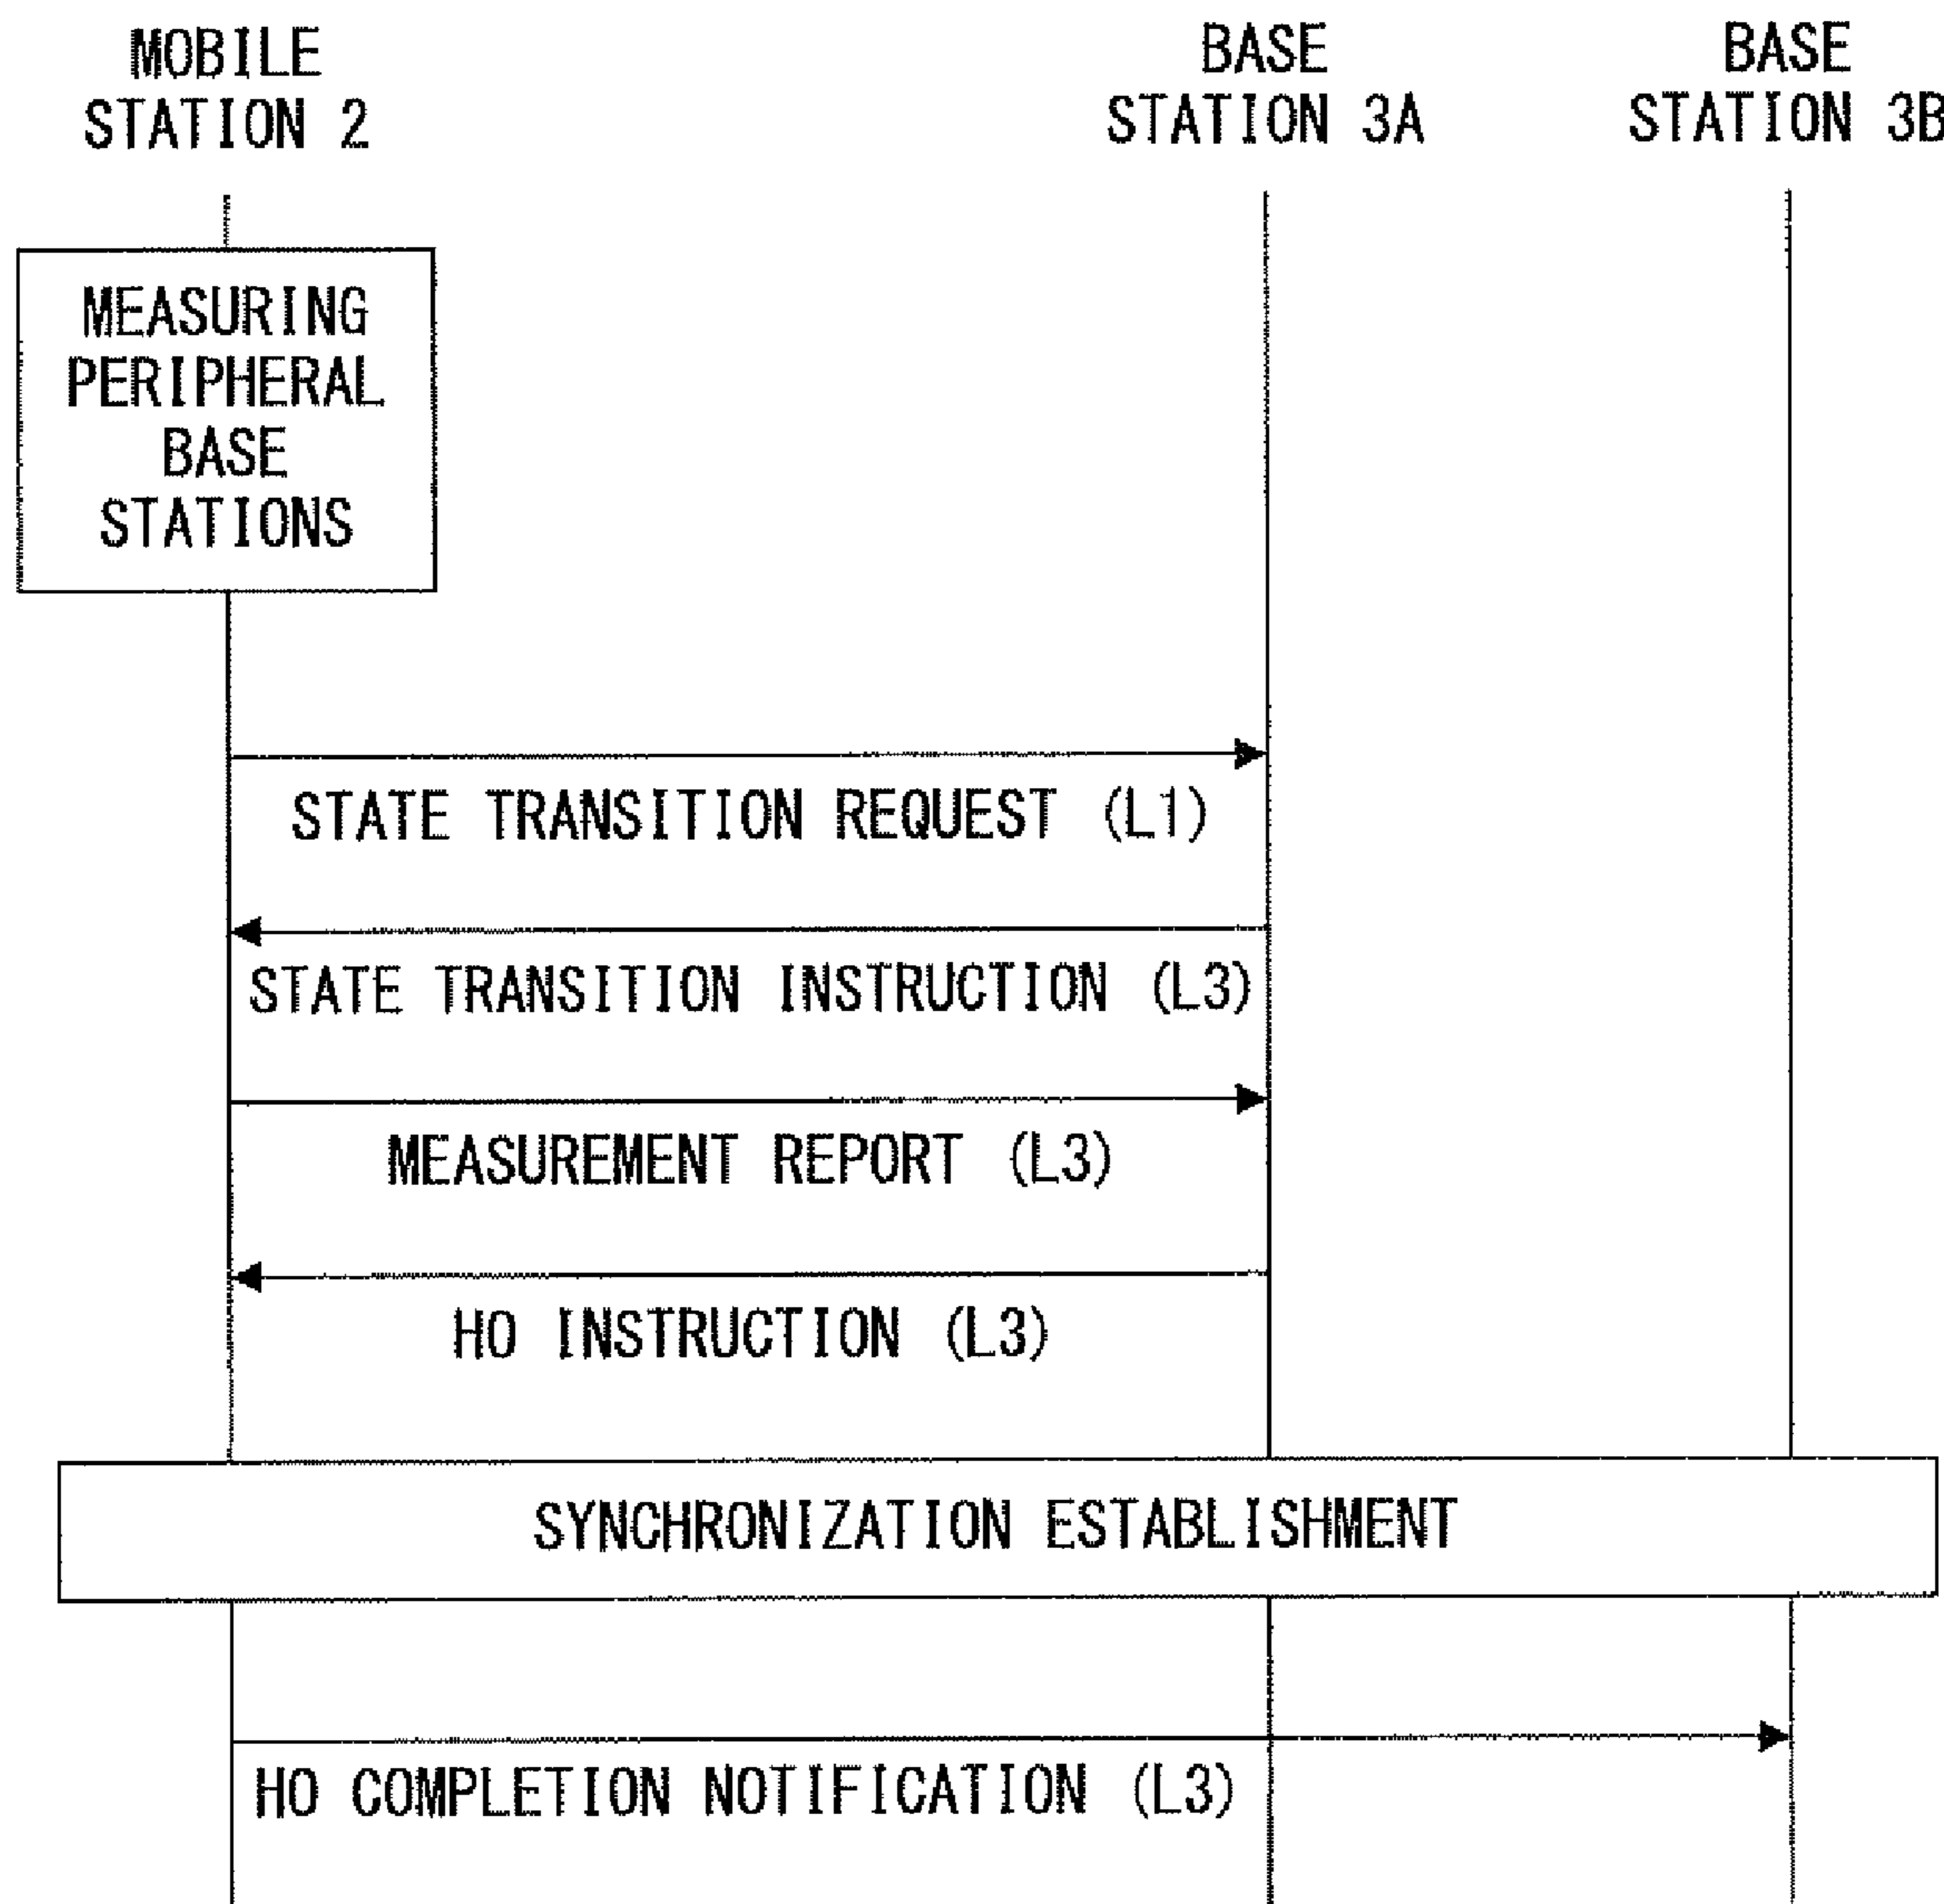 MOBILE
STATION 2
BASE
STATION 3A
BASE
STATION 3B
MEASURING
PERIPHERAL
BASE
STATIONS
STATE TRANSITION REQUEST (L1)
STATE TRANSITION INSTRUCTION (L3)
MEASUREMENT REPORT (L3)
HO INSTRUCTION (L3)
SYNCHRONIZATION ESTABLISHMENT
HO COMPLETION NOTIFICATION (L3)